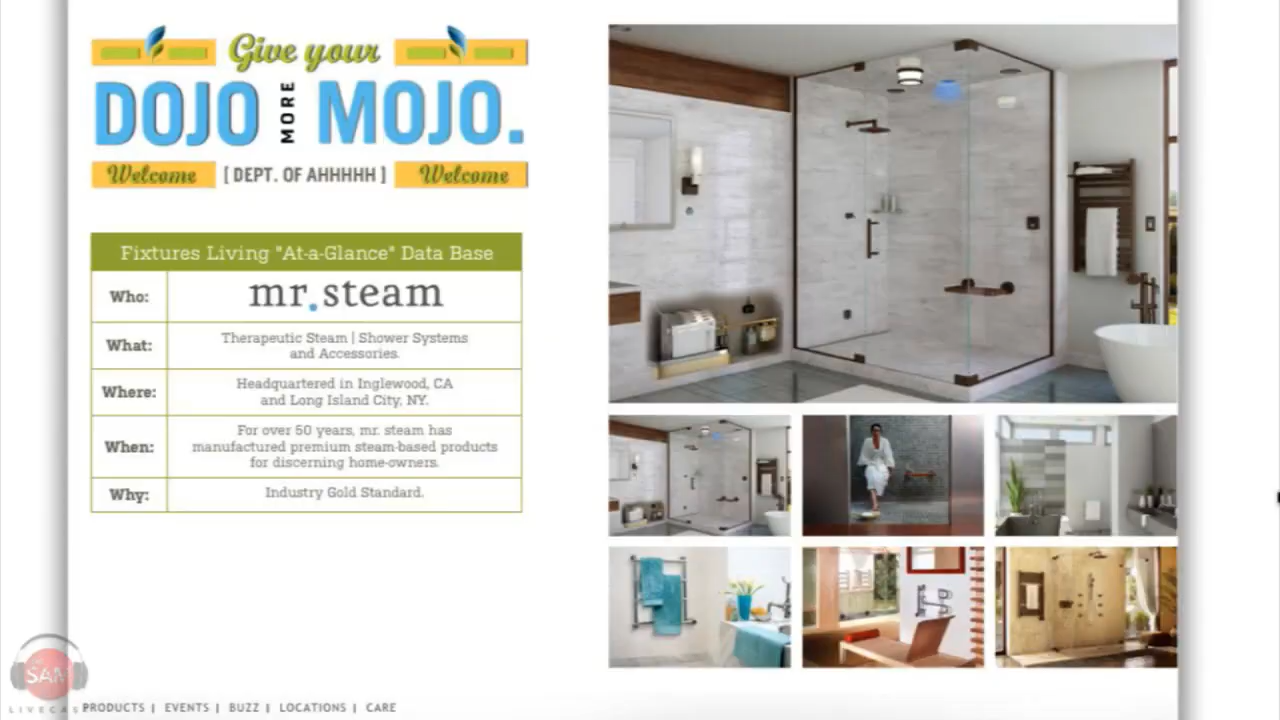 Give your
DOJO MORE MOJO.
Welcome [ DEPT. OF AHHHHH ] Welcome
Fixtures Living "At-a-Glance" Data Base
Who: mr.steam
What: Therapeutic Steam | Shower Systems
and Accessories.
Where: Headquartered in Inglewood, CA
and Long Island City, NY.
When: For over 50 years, mr. steam has
manufactured premium steam-based products
for discerning home-owners.
Why: Industry Gold Standard.
SAM
LIVECAST
PRODUCTS | EVENTS | BUZZ | LOCATIONS | CARE